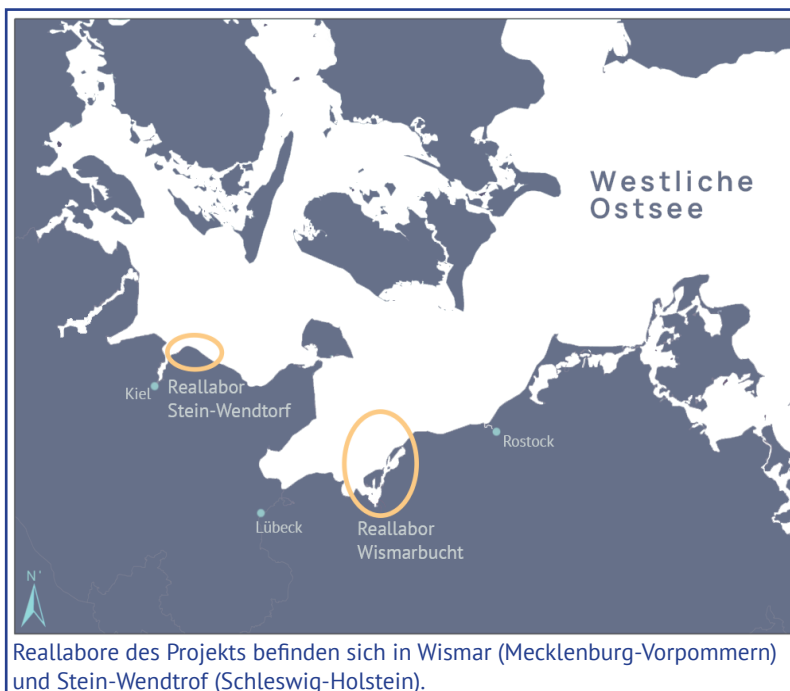 Westliche
Ostsee
Kiel
Reallabor
Stein-Wendtorf
Rostock
Lübeck
Reallabor
Wismarbucht
N'
Reallabore des Projekts befinden sich in Wismar (Mecklenburg-Vorpommern)
und Stein-Wendtrof (Schleswig-Holstein).